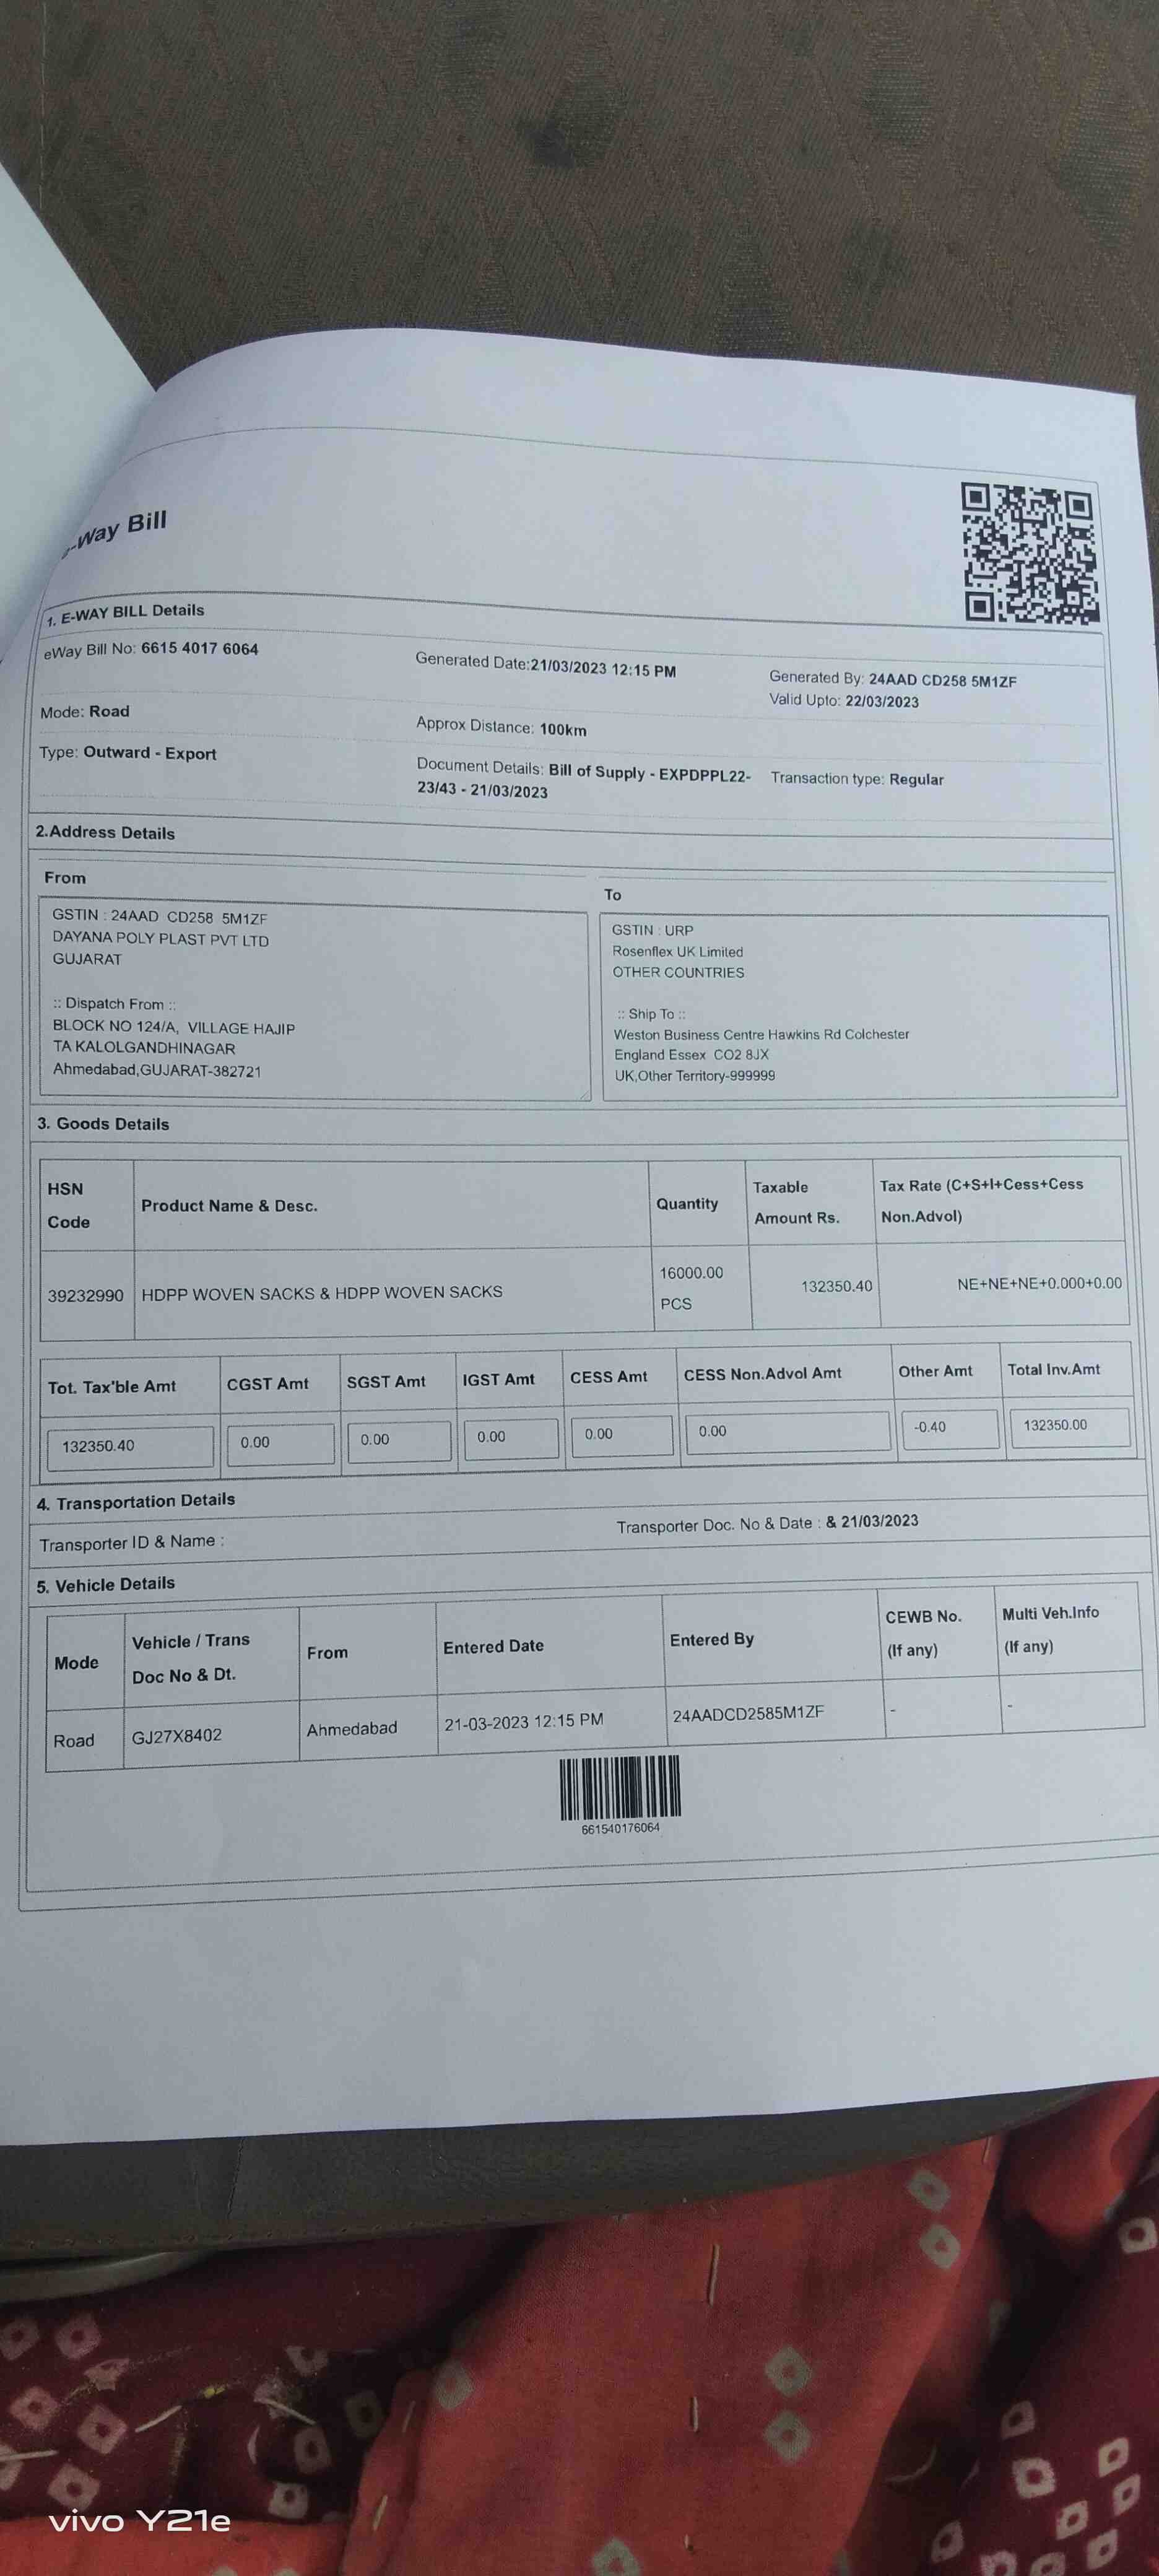 e-Way Bill
1. E-WAY BILL Details
eWay Bill No: 6615 4017 6064
Generated Date:21/03/2023 12:15 PM
Generated By: 24AAD CD258 5M1ZF
Valid Upto: 22/03/2023
Mode: Road
Approx Distance: 100km
Type: Outward - Export
Document Details: Bill of Supply - EXPDPPL22-
23/43 - 21/03/2023
Transaction type: Regular
2.Address Details
From
GSTIN : 24AAD CD258 5M1ZF
DAYANA POLY PLAST PVT LTD
GUJARAT
:: Dispatch From ::
BLOCK NO 124/A, VILLAGE HAJIP
TA KALOLGANDHINAGAR
Ahmedabad,GUJARAT-382721
To
GSTIN : URP
Rosenflex UK Limited
OTHER COUNTRIES
:: Ship To ::
Weston Business Centre Hawkins Rd Colchester
England Essex CO2 8JX
UK,Other Territory-999999
3. Goods Details
HSN
Code
Product Name & Desc.
Quantity
Taxable
Amount Rs.
Tax Rate (C+S+I+Cess+Cess
Non.Advol)
39232990
HDPP WOVEN SACKS & HDPP WOVEN SACKS
16000.00
PCS
132350.40
NE+NE+NE+0.000+0.00
Tot. Tax'ble Amt
CGST Amt
SGST Amt
IGST Amt
CESS Amt
CESS Non.Advol Amt
Other Amt
Total Inv.Amt
132350.40
0.00
0.00
0.00
0.00
0.00
-0.40
132350.00
4. Transportation Details
Transporter ID & Name :
Transporter Doc. No & Date : & 21/03/2023
5. Vehicle Details
Mode
Vehicle / Trans
Doc No & Dt.
From
Entered Date
Entered By
CEWB No.
(If any)
Multi Veh.Info
(If any)
Road
GJ27X8402
Ahmedabad
21-03-2023 12:15 PM
24AADCD2585M1ZF
-
-
661540176064
vivo Y21e